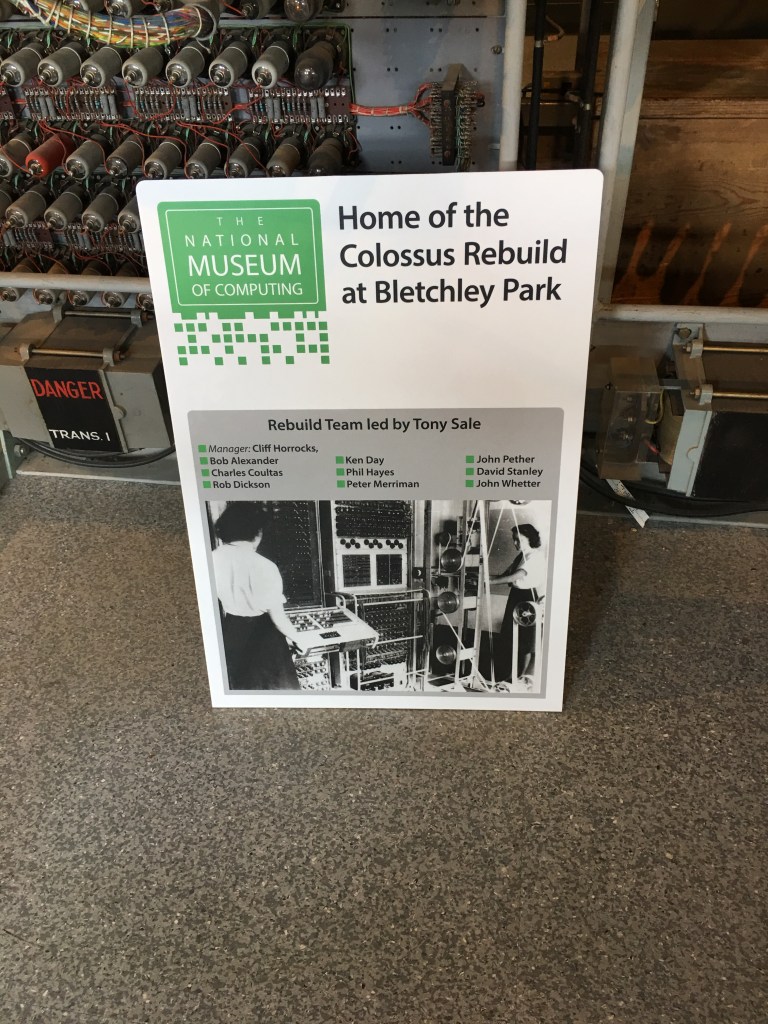 THE
NATIONAL
MUSEUM
OF COMPUTING
Home of the
Colossus Rebuild
at Bletchley Park
DANGER
TRANS. 1
Rebuild Team led by Tony Sale
Manager: Cliff Horrocks,
Bob Alexander
Charles Coultas
Rob Dickson
Ken Day
Phil Hayes
Peter Merriman
John Pether
David Stanley
John Whetter